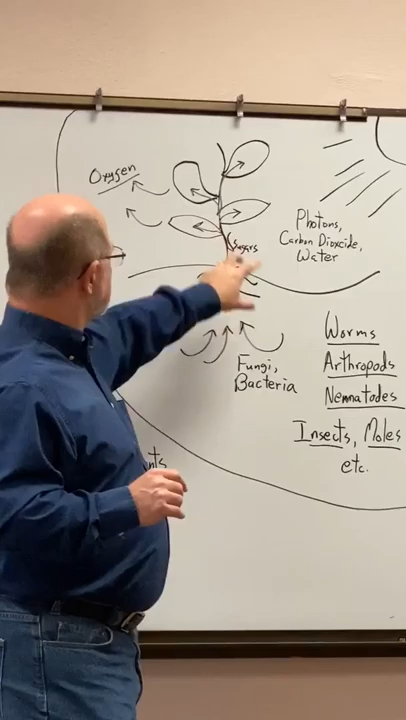 Oxygen
Sugars
Photons,
Carbon Dioxide,
Water
Fungi,
Bacteria
Worms
Arthropods
Nematodes
Insects, Moles
etc.